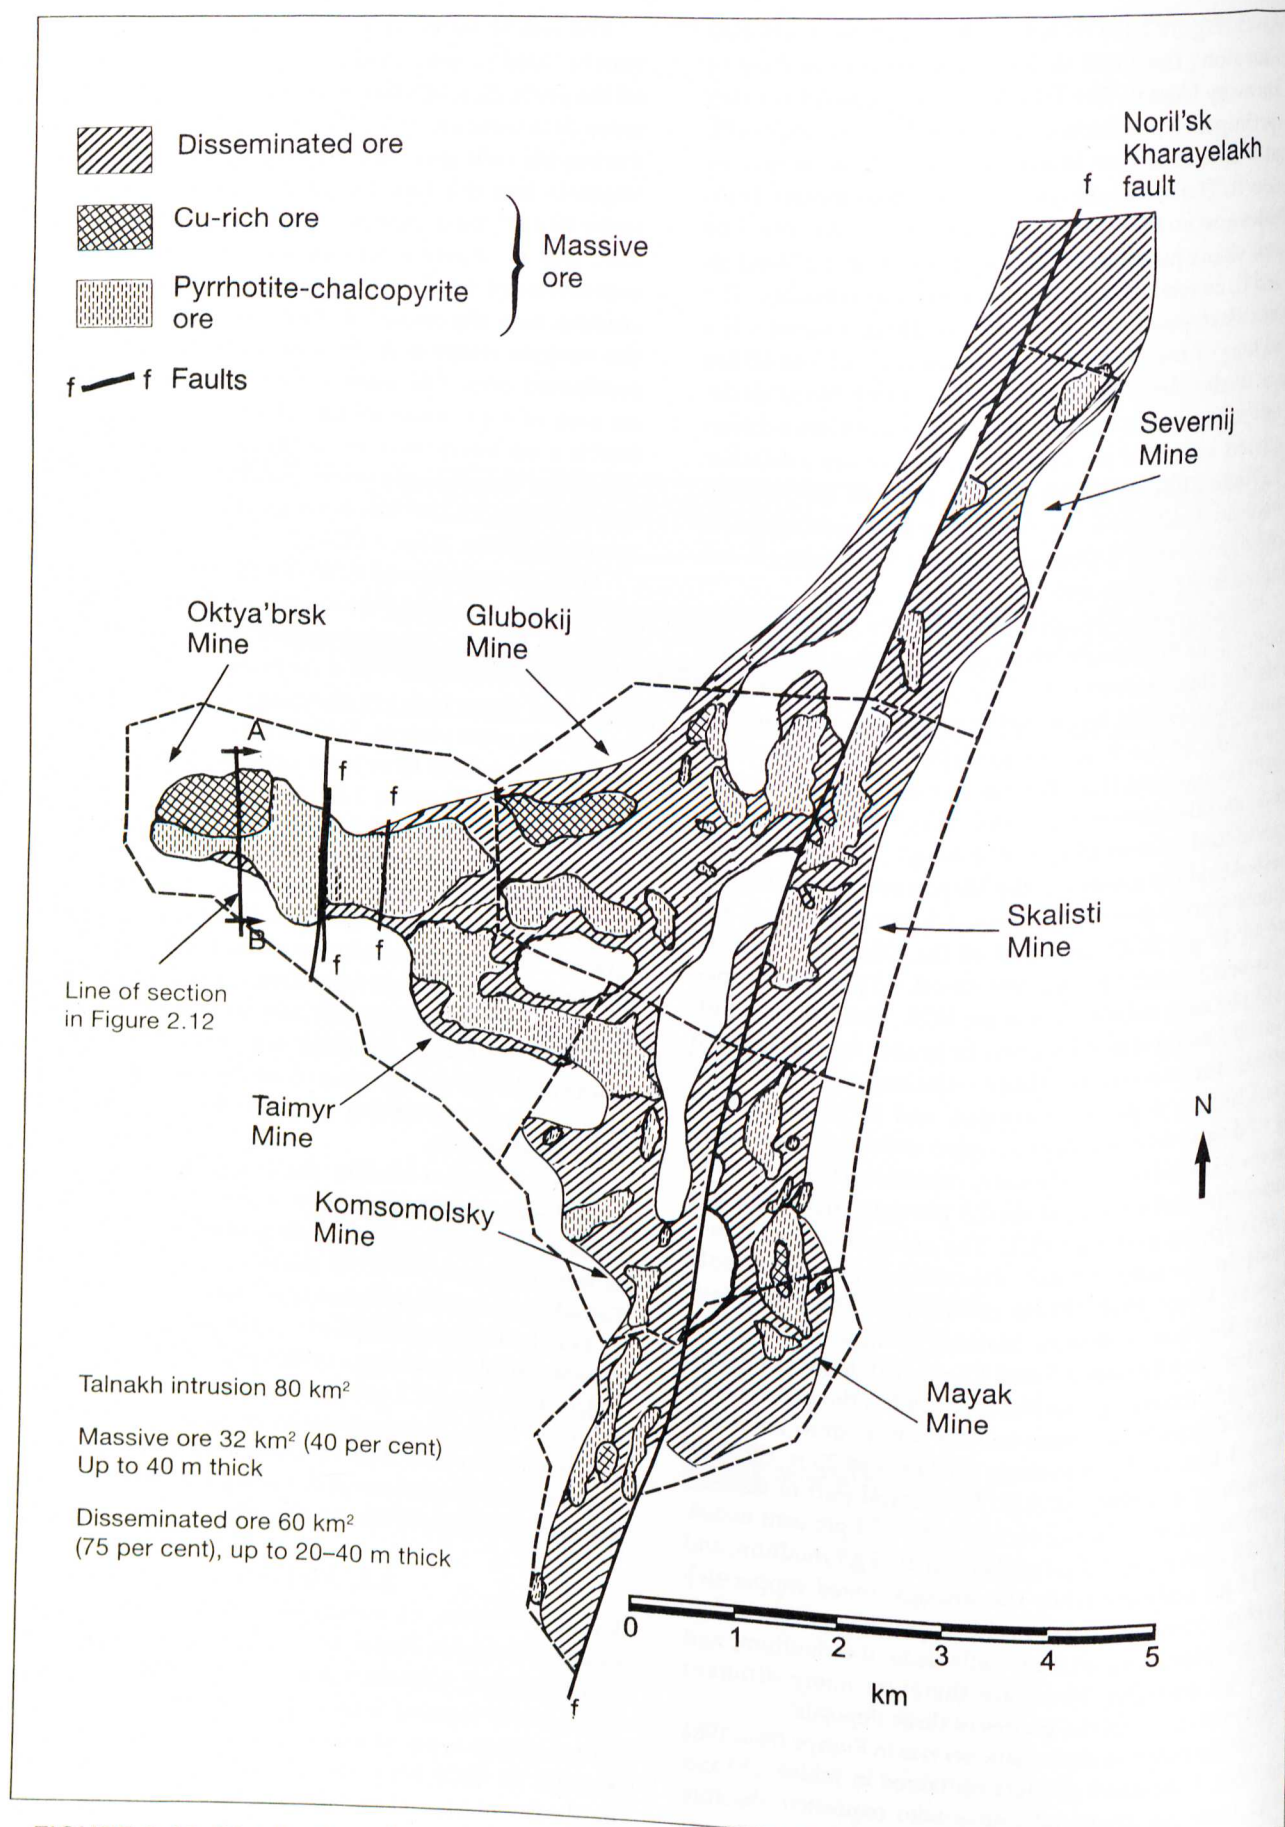 Disseminated ore
Cu-rich ore
Pyrrhotite-chalcopyrite
ore
Massive
ore
f f Faults
Noril'sk
Kharayelakh
fault
f
Severnij
Mine
Oktya'brsk
Mine
Glubokij
Mine
A
f
f
B
f
f
Line of section
in Figure 2.12
Skalisti
Mine
Taimyr
Mine
N
Komsomolsky
Mine
Mayak
Mine
Talnakh intrusion 80 km²
Massive ore 32 km² (40 per cent)
Up to 40 m thick
Disseminated ore 60 km²
(75 per cent), up to 20–40 m thick
0 1 2 3 4 5
km
f